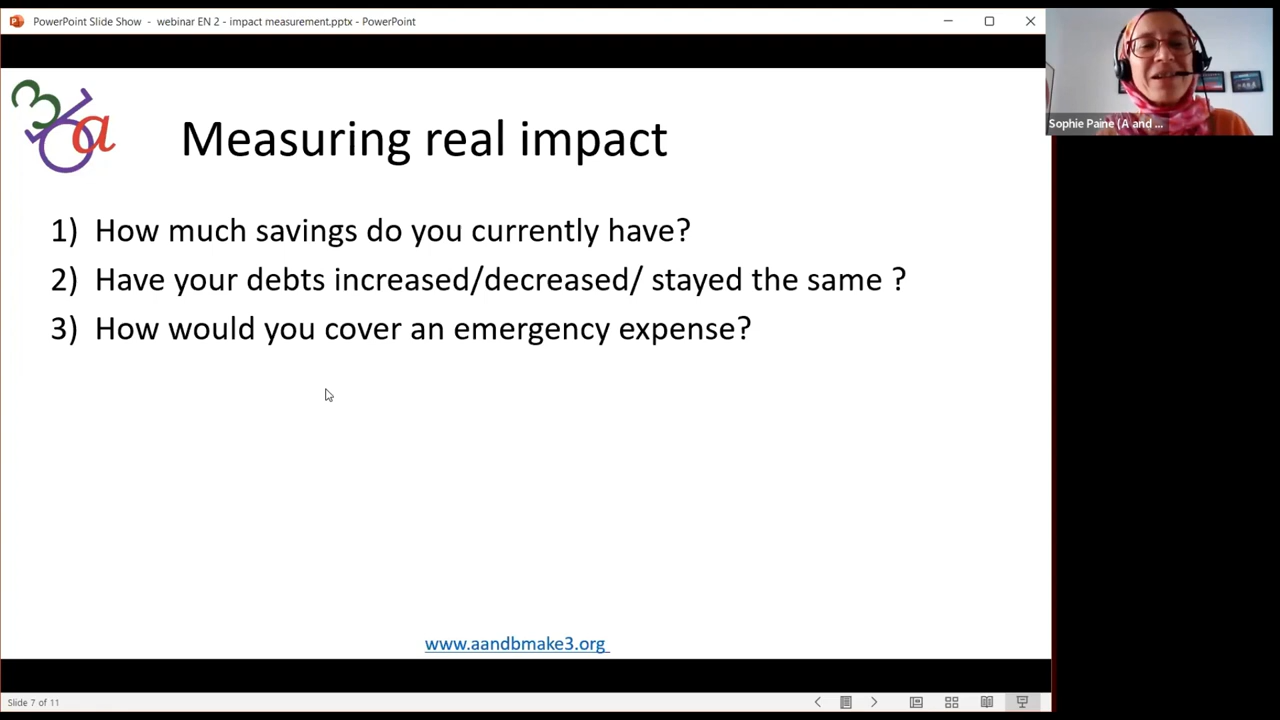 PowerPoint Slide Show - webinar EN 2 - impact measurement.pptx - PowerPoint
Sophie Paine (A and ...
36a
Measuring real impact
1) How much savings do you currently have?
2) Have your debts increased/decreased/ stayed the same ?
3) How would you cover an emergency expense?
www.aandbmake3.org
Slide 7 of 11